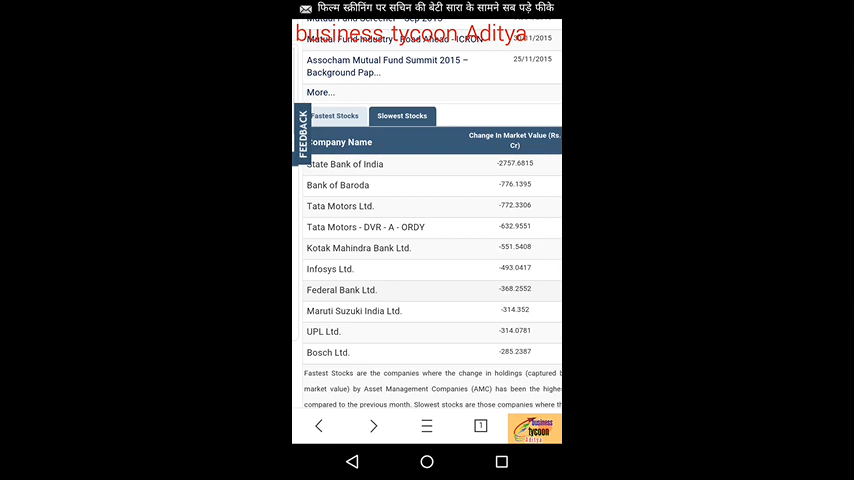 फिल्म स्क्रीनिंग पर सचिन की बेटी सारा के सामने सब पड़े फीके
Mutual Fund Screener - Sep 2015
business tycoon Aditya
Mutual Fund Industry - Road Ahead - ICRON
11/2015
Assocham Mutual Fund Summit 2015 – 25/11/2015
Background Pap...
More...
FEEDBACK
Fastest Stocks Slowest Stocks
Company Name Change In Market Value (Rs.
Cr)
State Bank of India -2757.6815
Bank of Baroda -776.1395
Tata Motors Ltd. -772.3306
Tata Motors - DVR - A - ORDY -632.9551
Kotak Mahindra Bank Ltd. -551.5408
Infosys Ltd. -493.0417
Federal Bank Ltd. -368.2552
Maruti Suzuki India Ltd. -314.352
UPL Ltd. -314.0781
Bosch Ltd. -285.2387
Fastest Stocks are the companies where the change in holdings (captured
market value) by Asset Management Companies (AMC) has been the
compared to the previous month. Slowest stocks are those companies where
1
business
tycoon
Aditya